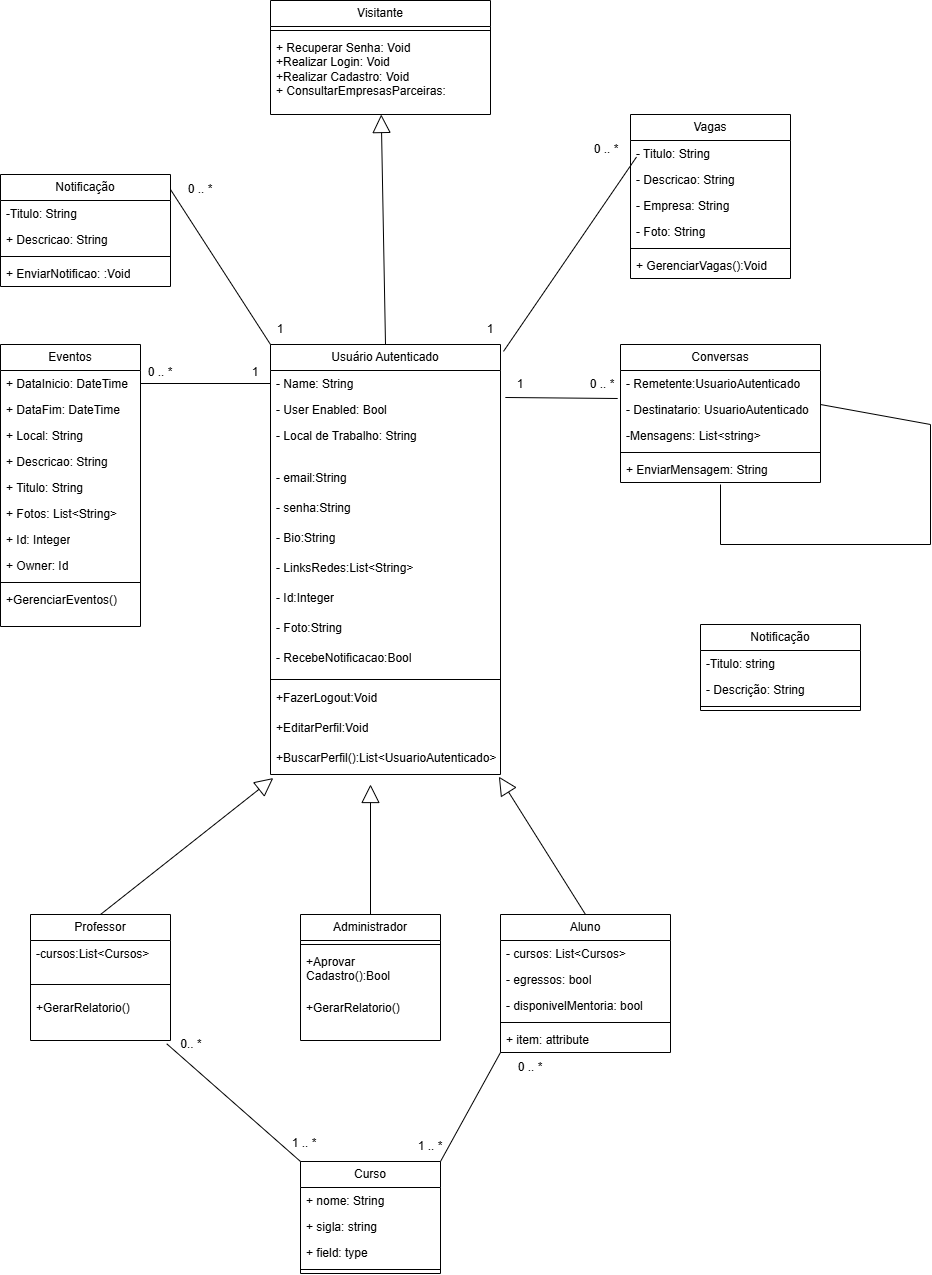 Visitante
+ Recuperar Senha: Void
+Realizar Login: Void
+Realizar Cadastro: Void
+ ConsultarEmpresasParceiras:
Vagas
- Titulo: String
- Descricao: String
- Empresa: String
- Foto: String
+ GerenciarVagas():Void
0 .. *
Notificação
-Titulo: String
+ Descricao: String
+ EnviarNotificao: :Void
0 .. *
1
1
Eventos
+ DataInicio: DateTime
+ DataFim: DateTime
+ Local: String
+ Descricao: String
+ Titulo: String
+ Fotos: List<String>
+ Id: Integer
+ Owner: Id
+GerenciarEventos()
0 .. *
1
Usuário Autenticado
- Name: String
- User Enabled: Bool
- Local de Trabalho: String
- email:String
- senha:String
- Bio:String
- LinksRedes:List<String>
- Id:Integer
- Foto:String
- RecebeNotificacao:Bool
+FazerLogout:Void
+EditarPerfil:Void
+BuscarPerfil():List<UsuarioAutenticado>
1
0 .. *
Conversas
- Remetente:UsuarioAutenticado
- Destinatario: UsuarioAutenticado
-Mensagens: List<string>
+ EnviarMensagem: String
Notificação
-Titulo: string
- Descrição: String
Professor
-cursos:List<Cursos>
+GerarRelatorio()
Administrador
+Aprovar
Cadastro():Bool
+GerarRelatorio()
Aluno
- cursos: List<Cursos>
- egressos: bool
- disponivelMentoria: bool
+ item: attribute
0.. *
0 .. *
1 .. *
1 .. *
Curso
+ nome: String
+ sigla: string
+ field: type